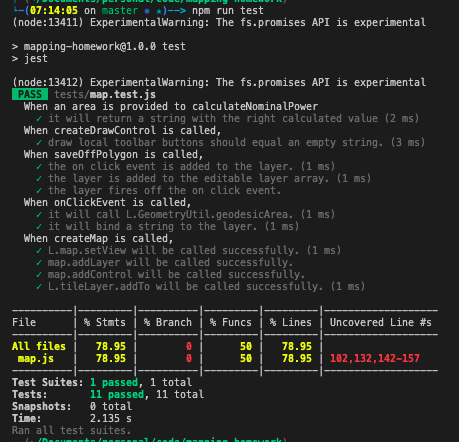 (07:14:05 on master ✹ ★)──> npm run test
(node:13411) ExperimentalWarning: The fs.promises API is experimental
> mapping-homework@1.0.0 test
> jest
(node:13412) ExperimentalWarning: The fs.promises API is experimental
PASS tests/map.test.js
When an area is provided to calculateNominalPower
✓ it will return a string with the right calculated value (2 ms)
When createDrawControl is called,
✓ draw local toolbar buttons should equal an empty string. (3 ms)
When saveOffPolygon is called,
✓ the on click event is added to the layer. (1 ms)
✓ the layer is added to the editable layer array. (1 ms)
✓ the layer fires off the on click event.
When onClickEvent is called,
✓ it will call L.GeometryUtil.geodesicArea. (1 ms)
✓ it will bind a string to the layer. (1 ms)
When createMap is called,
✓ L.map.setView will be called successfully. (1 ms)
✓ map.addLayer will be called successfully.
✓ map.addControl will be called successfully.
✓ L.tileLayer.addTo will be called successfully. (1 ms)
----------|---------|----------|---------|---------|-------------------
File | % Stmts | % Branch | % Funcs | % Lines | Uncovered Line #s
----------|---------|----------|---------|---------|-------------------
All files | 78.95 | 0 | 50 | 78.95 |
map.js | 78.95 | 0 | 50 | 78.95 | 102,132,142-157
----------|---------|----------|---------|---------|-------------------
Test Suites: 1 passed, 1 total
Tests: 11 passed, 11 total
Snapshots: 0 total
Time: 2.135 s
Ran all test suites.